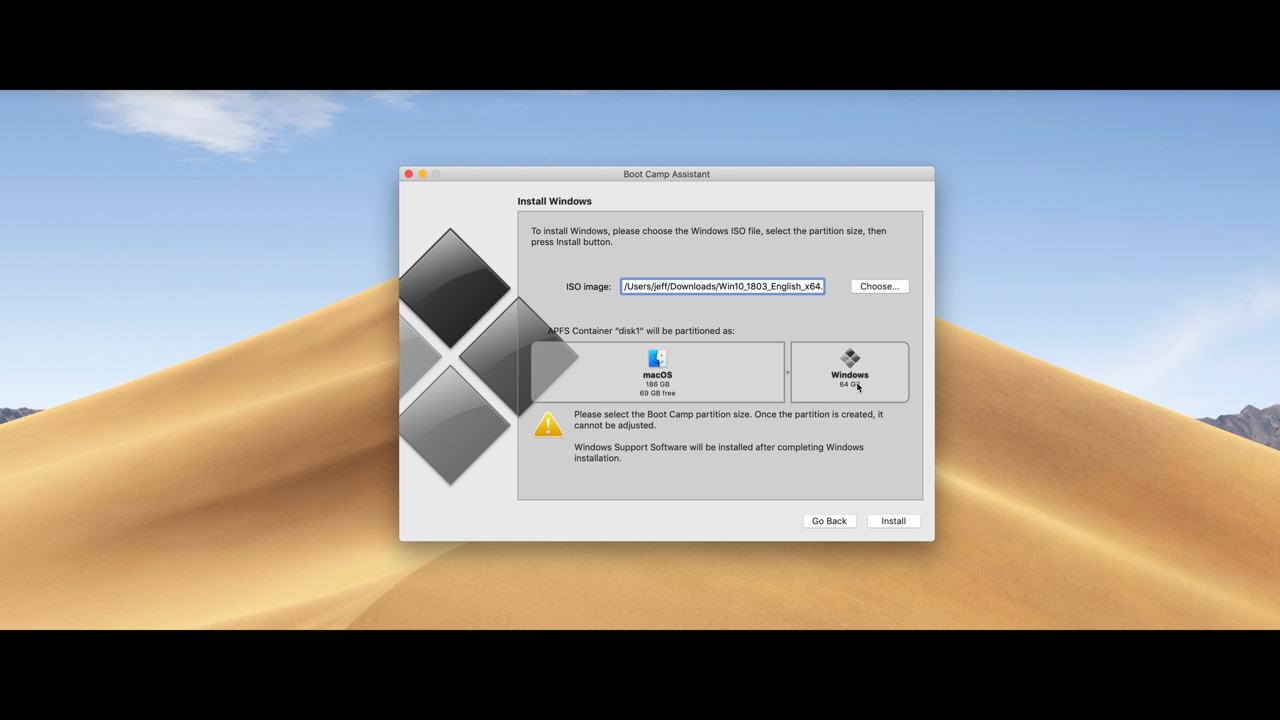 Boot Camp Assistant
Install Windows
To install Windows, please choose the Windows ISO file, select the partition size, then
press Install button.
ISO image: /Users/jeff/Downloads/Win10_1803_English_x64. Choose...
APFS Container “disk1” will be partitioned as:
macOS
186 GB
69 GB free
Windows
64
Please select the Boot Camp partition size. Once the partition is created, it
cannot be adjusted.
Windows Support Software will be installed after completing Windows
installation.
Go Back Install